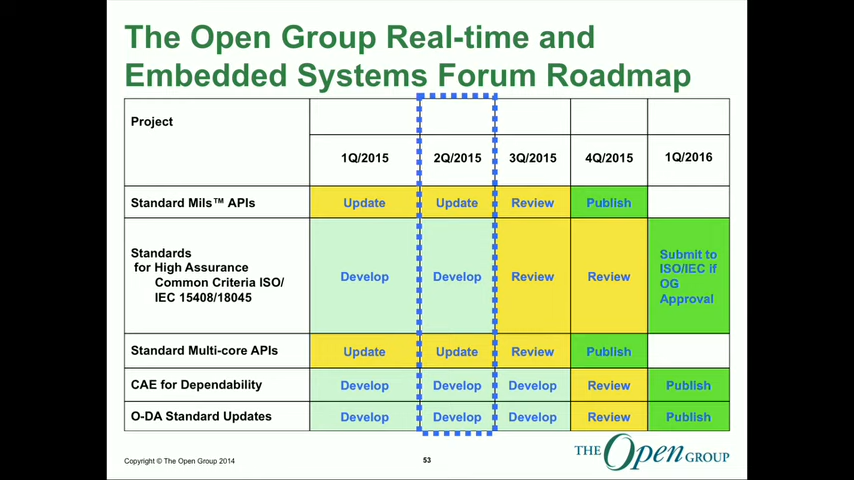 The Open Group Real-time and
Embedded Systems Forum Roadmap
Project
1Q/2015 2Q/2015 3Q/2015 4Q/2015 1Q/2016
Standard Mils™ APIs Update Update Review Publish
Standards
for High Assurance
Common Criteria ISO/
IEC 15408/18045
Develop Develop Review Review
Submit to
ISO/IEC if
OG
Approval
Standard Multi-core APIs Update Update Review Publish
CAE for Dependability Develop Develop Develop Review Publish
O-DA Standard Updates Develop Develop Develop Review Publish
Copyright © The Open Group 2014
53
THE Open GROUP